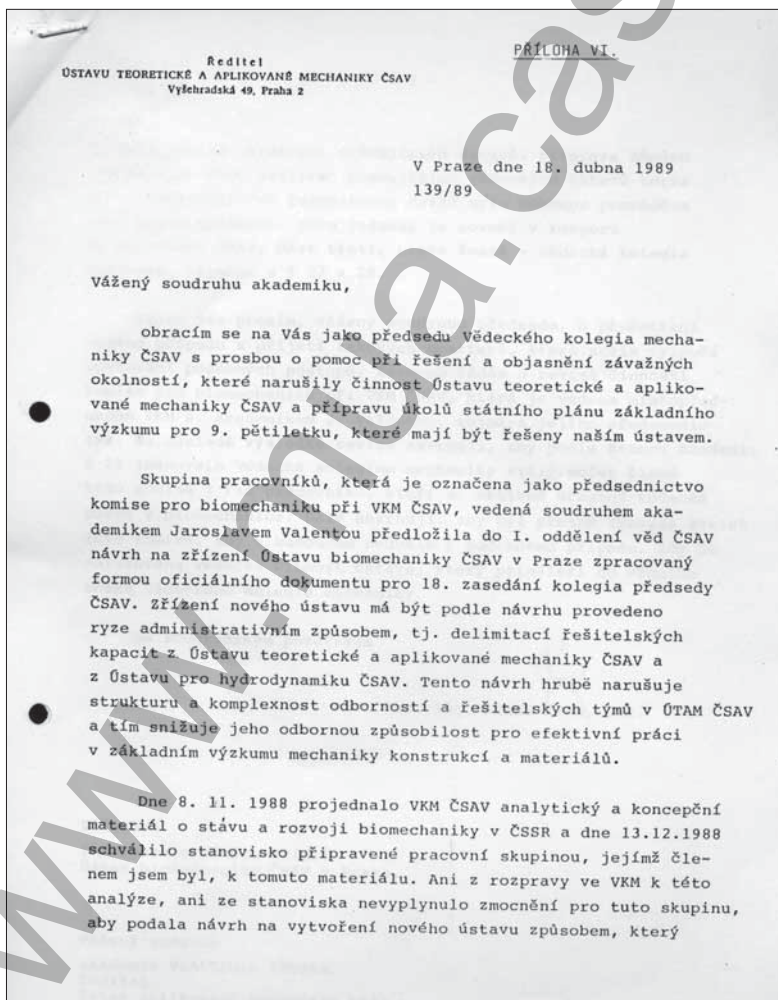 PŘÍLOHA VI.
Ředitel
ÚSTAVU TEORETICKÉ A APLIKOVANÉ MECHANIKY ČSAV
Vyšehradská 49, Praha 2
V Praze dne 18. dubna 1989
139/89
Vážený soudruhu akademiku,
obracím se na Vás jako předsedu Vědeckého kolegia mecha-
niky ČSAV s prosbou o pomoc při řešení a objasnění závažných
okolností, které narušily činnost Ústavu teoretické a apliko-
vané mechaniky ČSAV a přípravu úkolů státního plánu základního
výzkumu pro 9. pětiletku, které mají být řešeny naším ústavem.
Skupina pracovníků, která je označena jako předsednictvo
komise pro biomechaniku při VKM ČSAV, vedená soudruhem aka-
demikem Jaroslavem Valentou předložila do I. oddělení věd ČSAV
návrh na zřízení Ústavu biomechaniky ČSAV v Praze zpracovaný
formou oficiálního dokumentu pro 18. zasedání kolegia předsedy
ČSAV. Zřízení nového ústavu má být podle návrhu provedeno
ryze administrativním způsobem, tj. delimitací řešitelských
kapacit z Ústavu teoretické a aplikované mechaniky ČSAV a
z Ústavu pro hydrodynamiku ČSAV. Tento návrh hrubě narušuje
strukturu a komplexnost odborností a řešitelských týmů v ÚTAM ČSAV
a tím snižuje jeho odbornou způsobilost pro efektivní práci
v základním výzkumu mechaniky konstrukcí a materiálů.
Dne 8. 11. 1988 projednalo VKM ČSAV analytický a koncepční
materiál o stavu a rozvoji biomechaniky v ČSSR a dne 13.12.1988
schválilo stanovisko připravené pracovní skupinou, jejímž čle-
nem jsem byl, k tomuto materiálu. Ani z rozpravy ve VKM k této
analýze, ani ze stanoviska nevyplynulo zmocnění pro tuto skupinu,
aby podala návrh na vytvoření nového ústavu způsobem, který
www.mua.cas